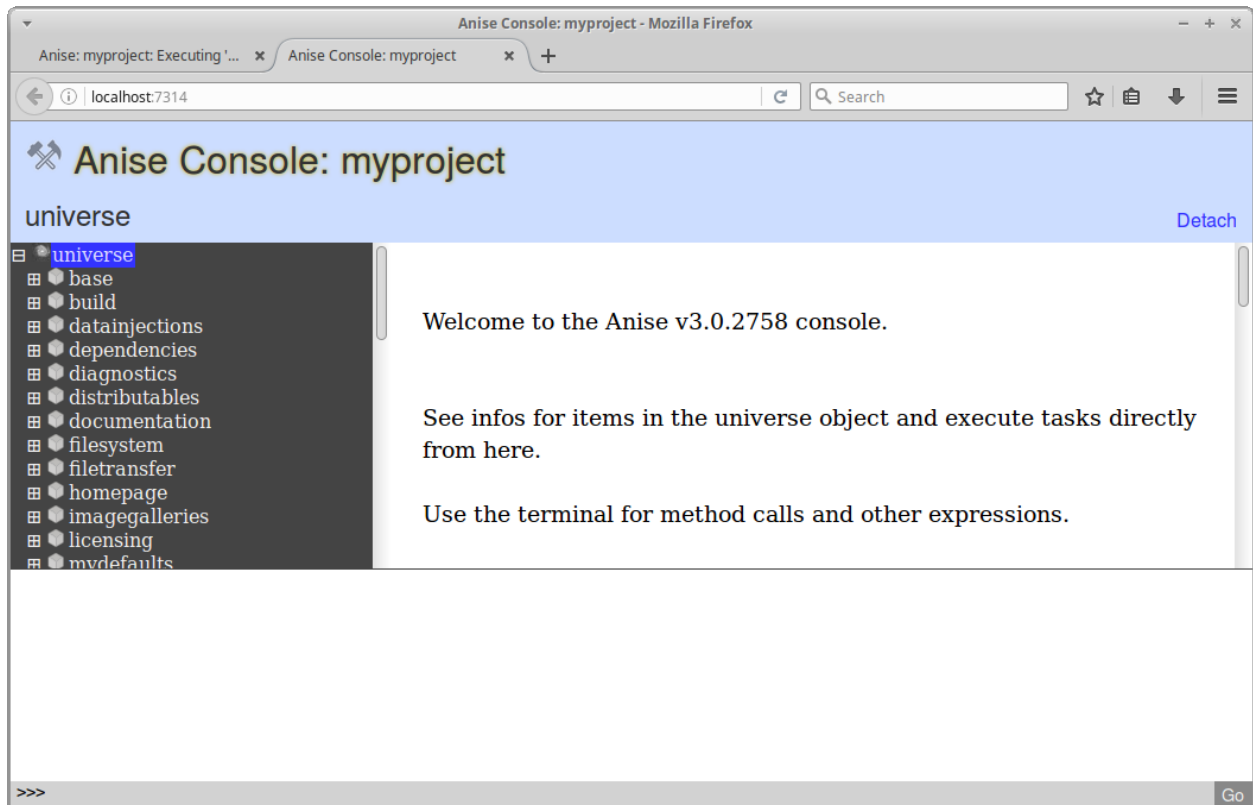 Anise Console: myproject - Mozilla Firefox
Anise: myproject: Executing '...
Anise Console: myproject
localhost:7314
Search
Anise Console: myproject
universe
Detach
universe
base
build
datainjections
dependencies
diagnostics
distributables
documentation
filesystem
filetransfer
homepage
imagegalleries
licensing
mydefaults
Welcome to the Anise v3.0.2758 console.
See infos for items in the universe object and execute tasks directly
from here.
Use the terminal for method calls and other expressions.
>>>
Go